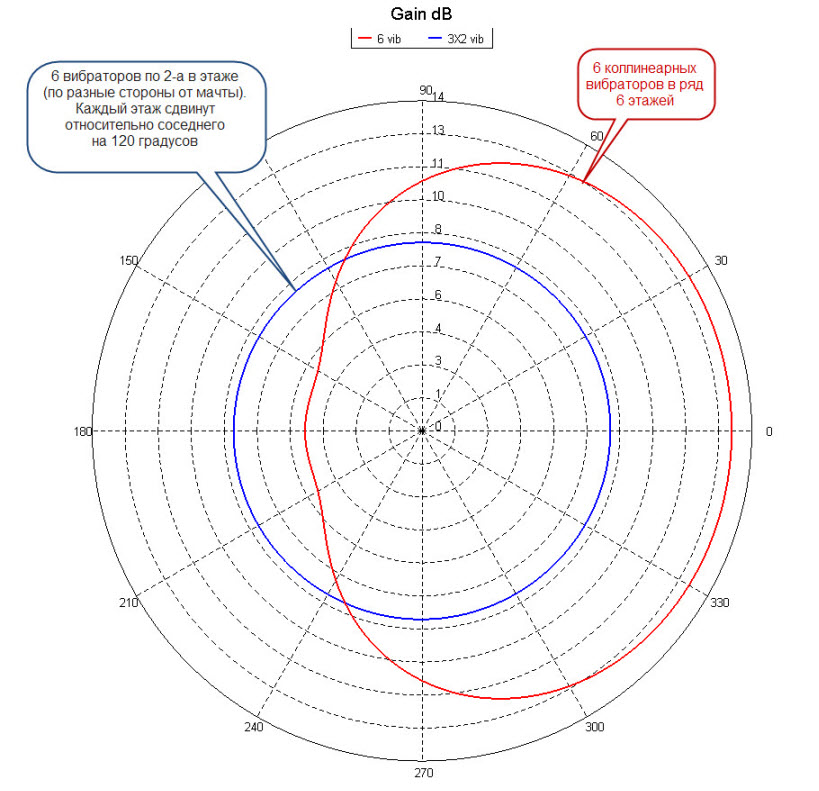 Gain dB
6 vib 3X2 vib
6 вибраторов по 2-а в этаже
(по разные стороны от мачты).
Каждый этаж сдвинут
относительно соседнего
на 120 градусов
6 коллинеарных
вибраторов в ряд
6 этажей
90
14
13
11
10
8
7
6
4
3
1
0
60
30
0
330
300
270
240
210
180
150